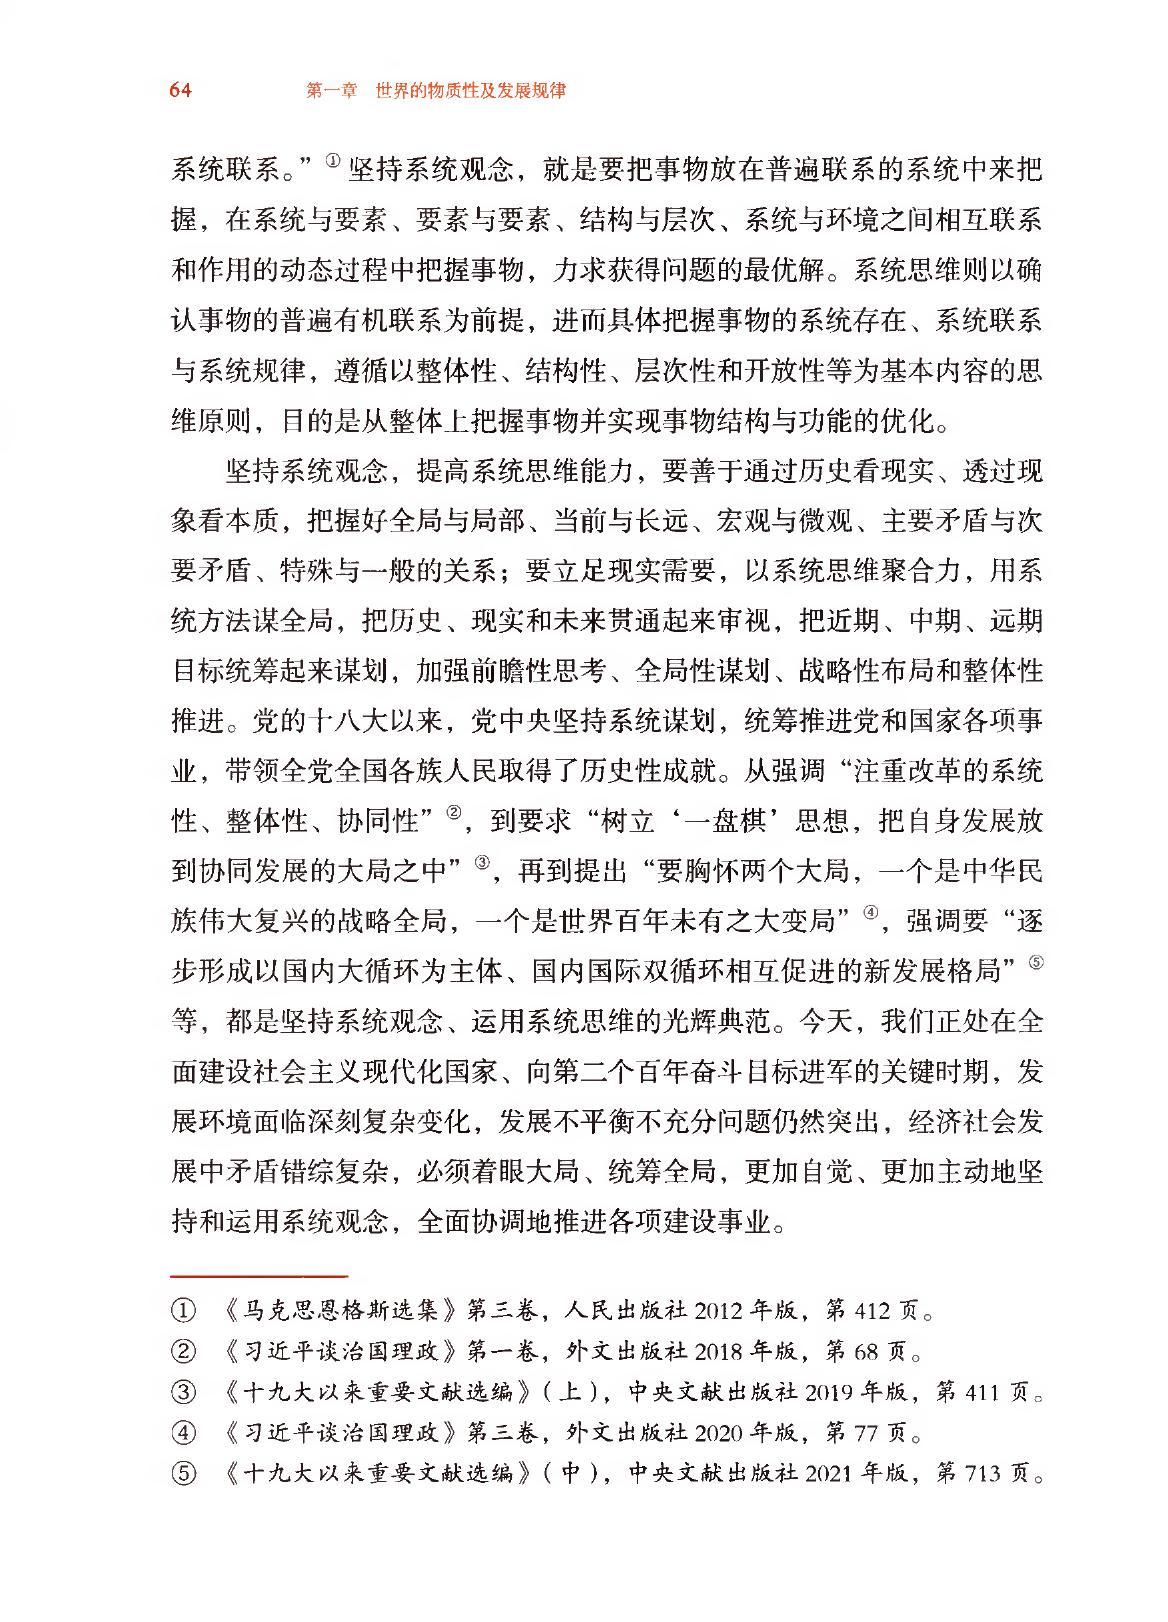 64 第一章 世界的物质性及发展规律
系统联系。”①坚持系统观念，就是要把事物放在普遍联系的系统中来把
握，在系统与要素、要素与要素、结构与层次、系统与环境之间相互联系
和作用的动态过程中把握事物，力求获得问题的最优解。系统思维则以确
认事物的普遍有机联系为前提，进而具体把握事物的系统存在、系统联系
与系统规律，遵循以整体性、结构性、层次性和开放性等为基本内容的思
维原则，目的是从整体上把握事物并实现事物结构与功能的优化。
坚持系统观念，提高系统思维能力，要善于通过历史看现实、透过现
象看本质，把握好全局与局部、当前与长远、宏观与微观、主要矛盾与次
要矛盾、特殊与一般的关系；要立足现实需要，以系统思维聚合力，用系
统方法谋全局，把历史、现实和未来贯通起来审视，把近期、中期、远期
目标统筹起来谋划，加强前瞻性思考、全局性谋划、战略性布局和整体性
推进。党的十八大以来，党中央坚持系统谋划，统筹推进党和国家各项事
业，带领全党全国各族人民取得了历史性成就。从强调“注重改革的系统
性、整体性、协同性”②，到要求“树立‘一盘棋’思想，把自身发展放
到协同发展的大局之中”③，再到提出“要胸怀两个大局，一个是中华民
族伟大复兴的战略全局，一个是世界百年未有之大变局”④，强调要“逐
步形成以国内大循环为主体、国内国际双循环相互促进的新发展格局”⑤
等，都是坚持系统观念、运用系统思维的光辉典范。今天，我们正处在全
面建设社会主义现代化国家、向第二个百年奋斗目标进军的关键时期，发
展环境面临深刻复杂变化，发展不平衡不充分问题仍然突出，经济社会发
展中矛盾错综复杂，必须着眼大局、统筹全局，更加自觉、更加主动地坚
持和运用系统观念，全面协调地推进各项建设事业。
① 《马克思恩格斯选集》第三卷，人民出版社 2012 年版，第 412 页。
② 《习近平谈治国理政》第一卷，外文出版社 2018 年版，第 68 页。
③ 《十九大以来重要文献选编》（上），中央文献出版社 2019 年版，第 411 页。
④ 《习近平谈治国理政》第三卷，外文出版社 2020 年版，第 77 页。
⑤ 《十九大以来重要文献选编》（中），中央文献出版社 2021 年版，第 713 页。